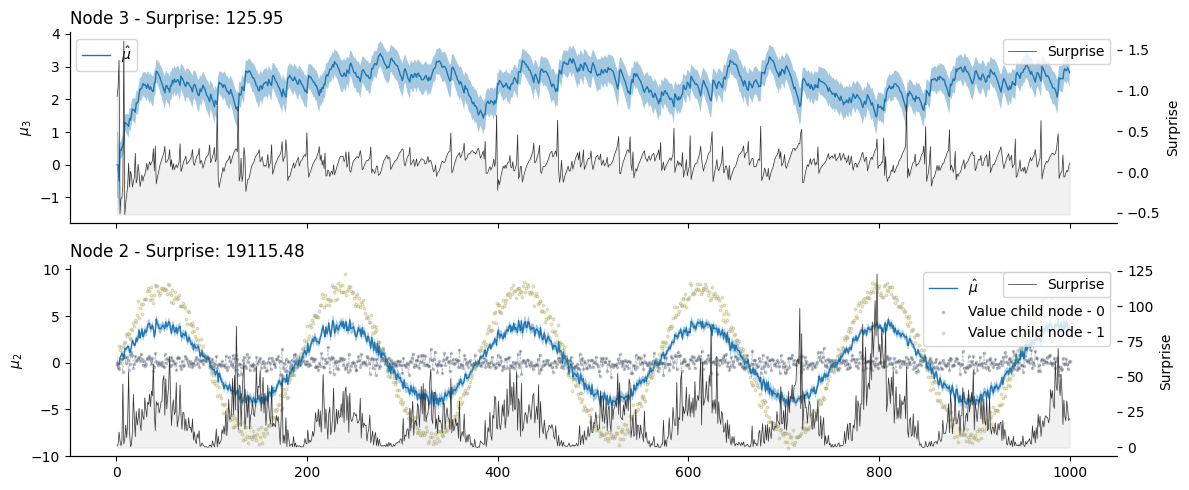 Node 3 - Surprise: 125.95
μ̂
Surprise
4
3
2
1
0
−1
μ3
1.5
1.0
0.5
0.0
−0.5
Surprise
Node 2 - Surprise: 19115.48
μ̂
Value child node - 0
Value child node - 1
Surprise
10
5
0
−5
−10
μ2
125
100
75
50
25
0
Surprise
0
200
400
600
800
1000